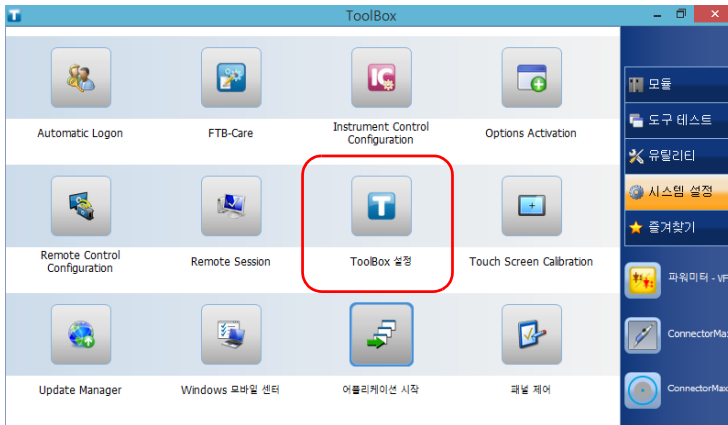 ToolBox
Automatic Logon
FTB-Care
Instrument Control
Configuration
Options Activation
Remote Control
Configuration
Remote Session
ToolBox 설정
Touch Screen Calibration
Update Manager
Windows 모바일 센터
어플리케이션 시작
패널 제어
모듈
도구 테스트
유틸리티
시스템 설정
즐겨찾기
파워미터 - VF
ConnectorMax
ConnectorMax